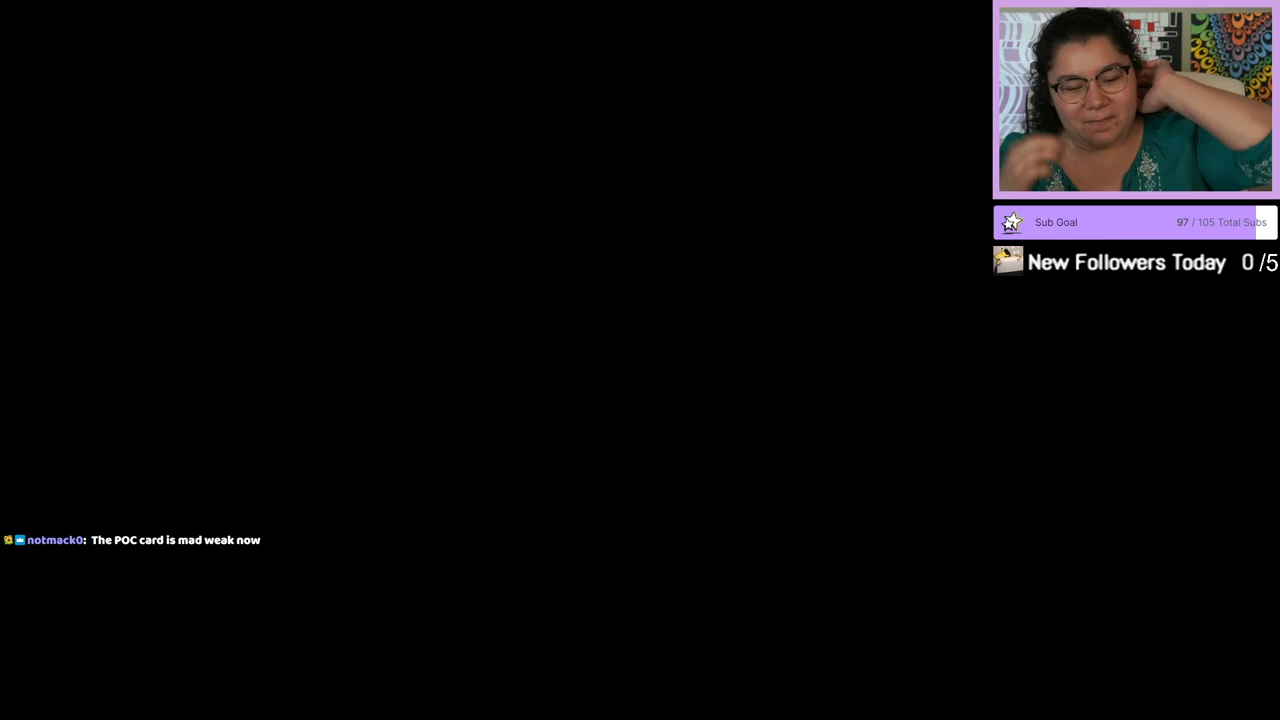 Sub Goal 97 / 105 Total Subs
New Followers Today 0 /5
notmack0: The POC card is mad weak now